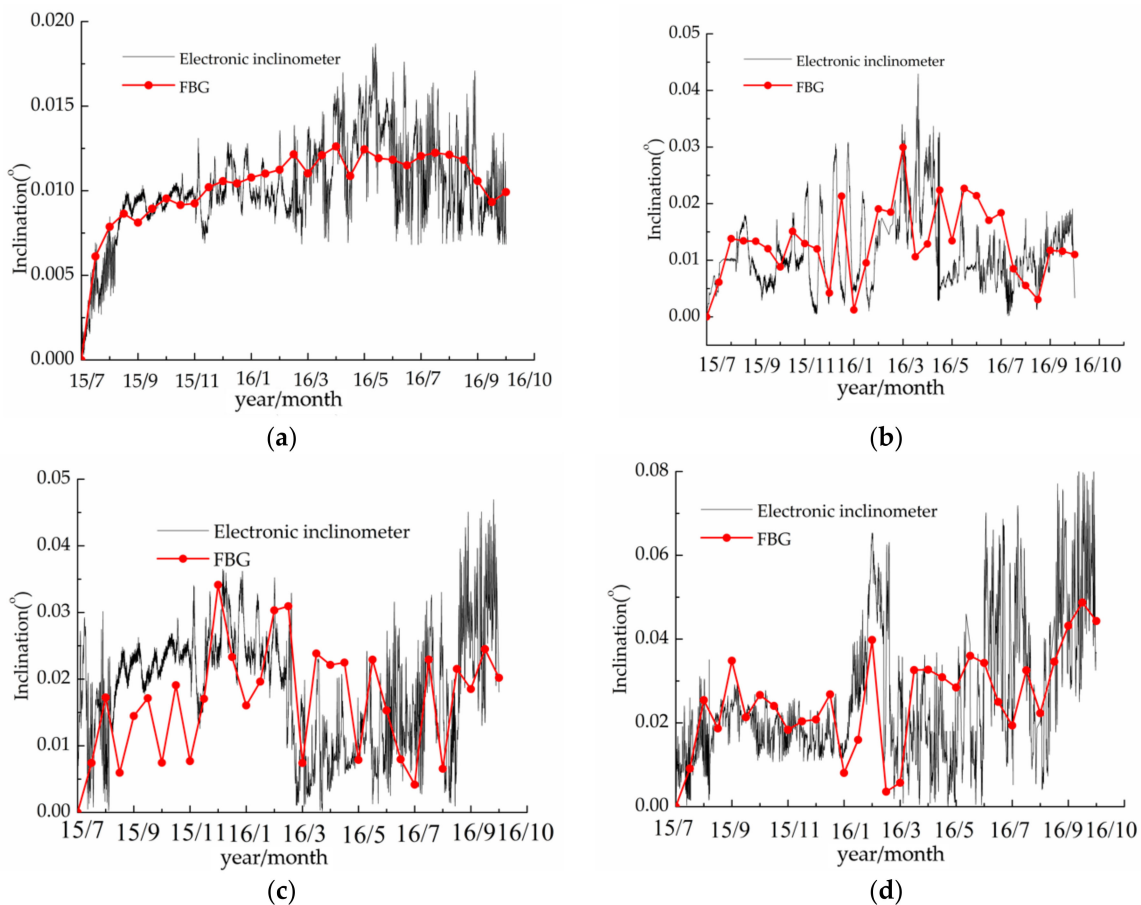 0.020
0.015
0.010
0.005
0.000
Inclination(°)
Electronic inclinometer
FBG
15/7 15/9 15/11 16/1 16/3 16/5 16/7 16/9 16/10
year/month
(a)
0.05
0.04
0.03
0.02
0.01
0.00
Inclination(°)
Electronic inclinometer
FBG
15/7 15/9 15/11 16/1 16/3 16/5 16/7 16/9 16/10
year/month
(b)
0.05
0.04
0.03
0.02
0.01
0.00
Inclination(°)
Electronic inclinometer
FBG
15/7 15/9 15/11 16/1 16/3 16/5 16/7 16/9 16/10
year/month
(c)
0.08
0.06
0.04
0.02
0.00
Inclination(°)
Electronic inclinometer
FBG
15/7 15/9 15/11 16/1 16/3 16/5 16/7 16/9 16/10
year/month
(d)